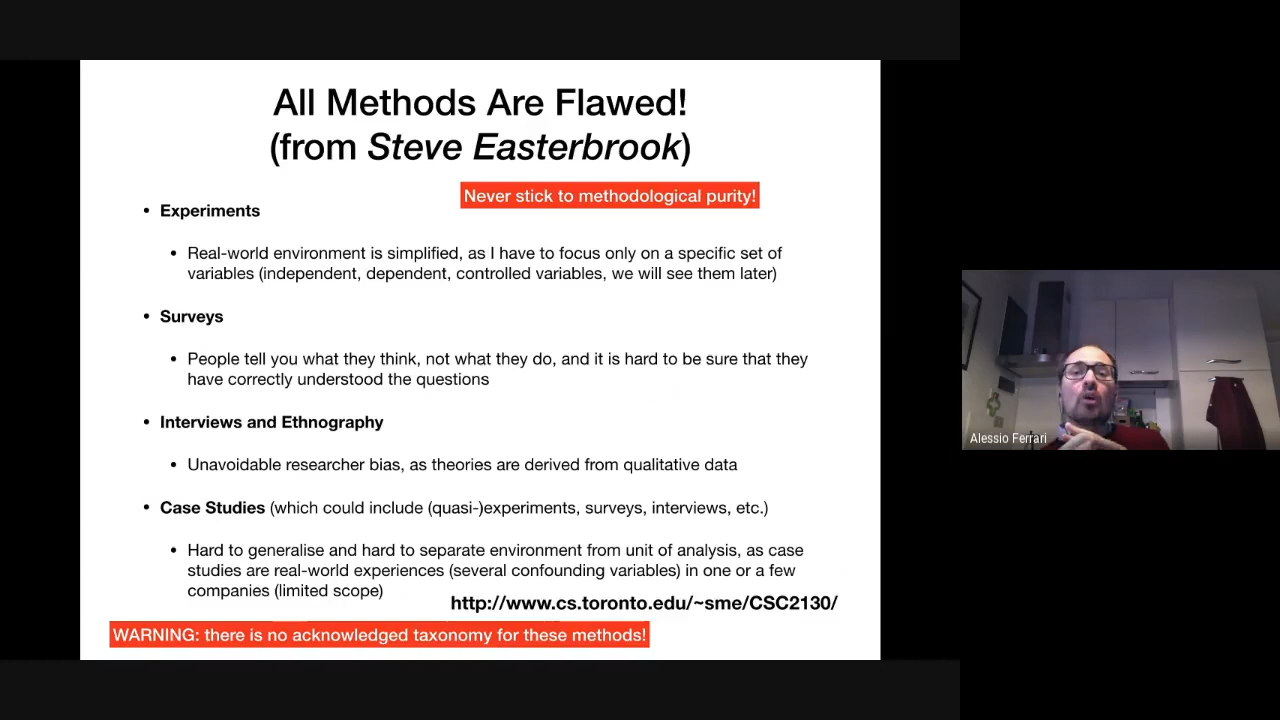 All Methods Are Flawed!
(from Steve Easterbrook)
Never stick to methodological purity!
• Experiments
• Real-world environment is simplified, as I have to focus only on a specific set of
variables (independent, dependent, controlled variables, we will see them later)
• Surveys
• People tell you what they think, not what they do, and it is hard to be sure that they
have correctly understood the questions
• Interviews and Ethnography
• Unavoidable researcher bias, as theories are derived from qualitative data
• Case Studies (which could include (quasi-)experiments, surveys, interviews, etc.)
• Hard to generalise and hard to separate environment from unit of analysis, as case
studies are real-world experiences (several confounding variables) in one or a few
companies (limited scope)
http://www.cs.toronto.edu/~sme/CSC2130/
WARNING: there is no acknowledged taxonomy for these methods!
Alessio Ferrari